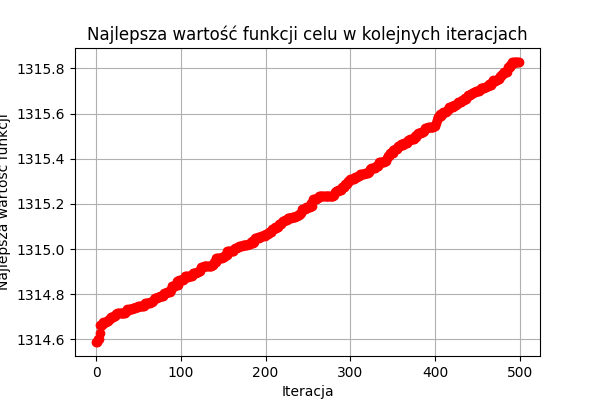 Najlepsza wartość funkcji celu w kolejnych iteracjach
Najlepsza wartość funkcji
1315.8
1315.6
1315.4
1315.2
1315.0
1314.8
1314.6
0 100 200 300 400 500
Iteracja